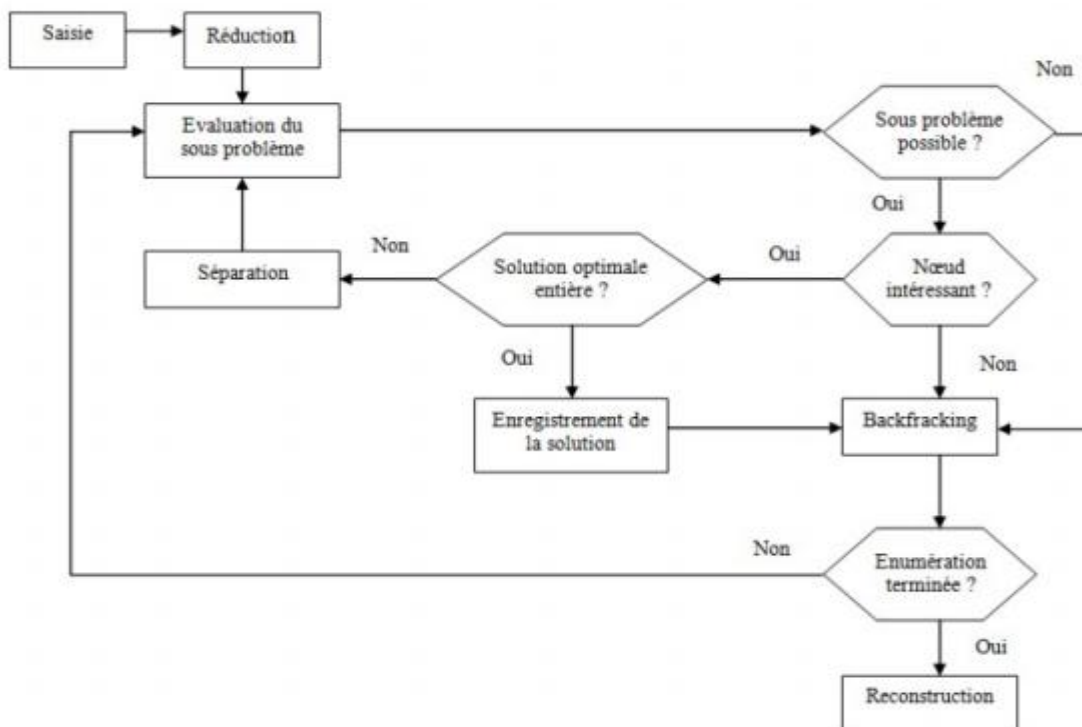 Saisie
Réduction
Non
Evaluation du
sous problème
Sous problème
possible ?
Oui
Non
Oui
Séparation
Solution optimale
entière ?
Nœud
intéressant ?
Oui
Non
Enregistrement de
la solution
Backfracking
Non
Enumération
terminée ?
Oui
Reconstruction